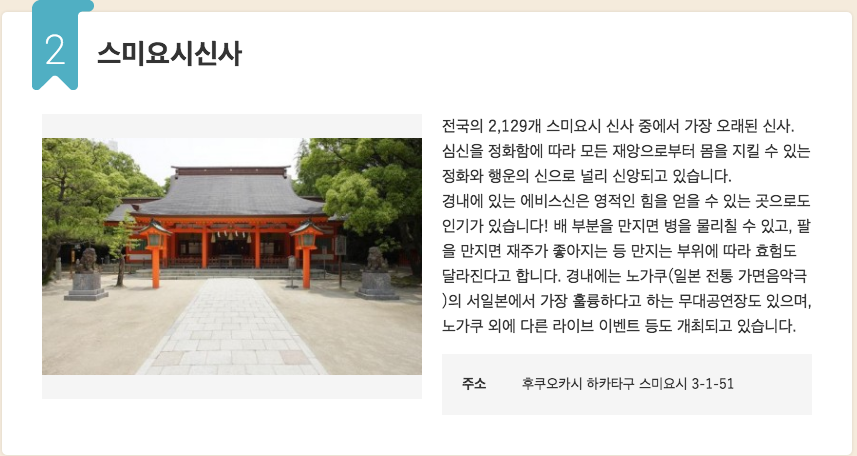 2
스미요시신사
전국의 2,129개 스미요시 신사 중에서 가장 오래된 신사.
심신을 정화함에 따라 모든 재앙으로부터 몸을 지킬 수 있는
정화와 행운의 신으로 널리 신앙되고 있습니다.
경내에 있는 에비스신은 영적인 힘을 얻을 수 있는 곳으로도
인기가 있습니다! 배 부분을 만지면 병을 물리칠 수 있고, 팔
을 만지면 재주가 좋아지는 등 만지는 부위에 따라 효험도
달라진다고 합니다. 경내에는 노가쿠(일본 전통 가면음악극
)의 서일본에서 가장 훌륭하다고 하는 무대공연장도 있으며,
노가쿠 외에 다른 라이브 이벤트 등도 개최되고 있습니다.
주소 후쿠오카시 하카타구 스미요시 3-1-51